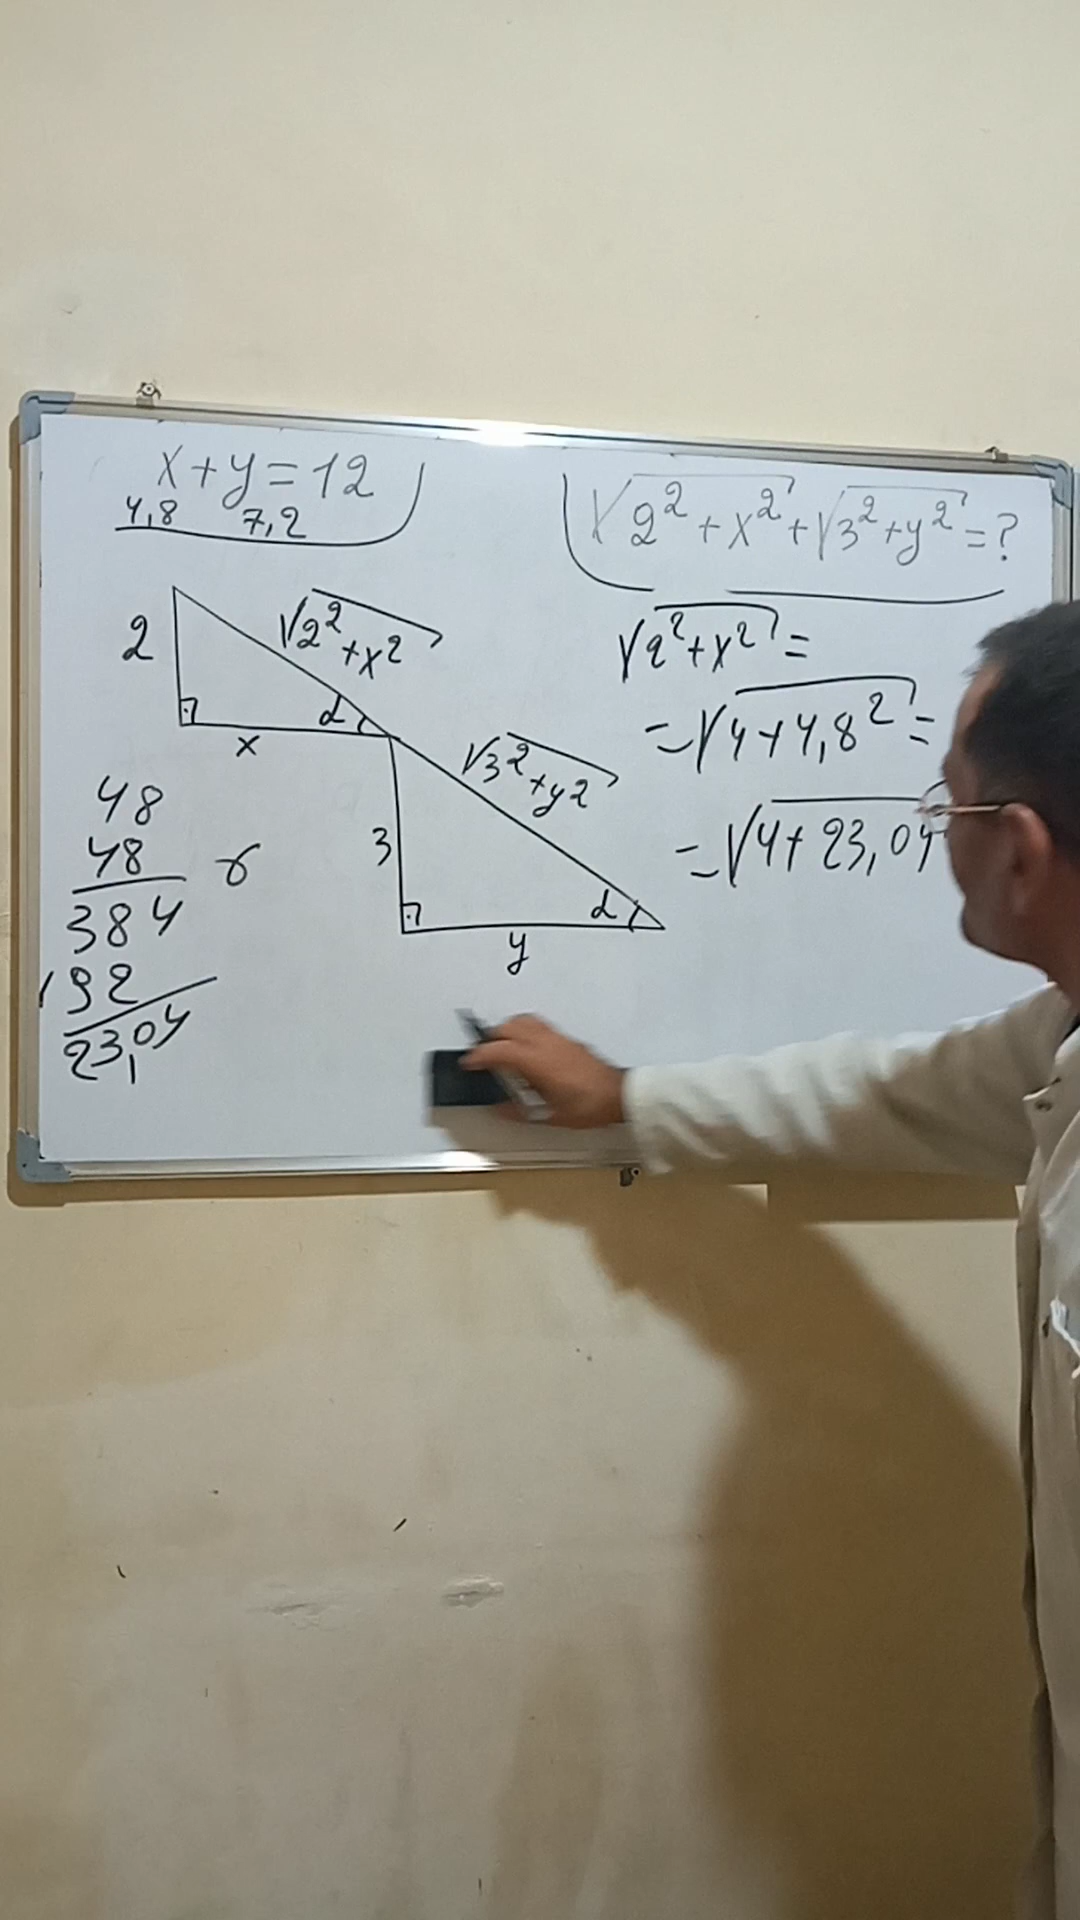 x+y=12
4,8 7,2
√2²+x² + √3²+y² = ?
2
√2²+x²
α
x
√3²+y²
3
α
y
√2²+x² =
=√4+4,8² =
=√4+23,04
48
48
384
192
23,04